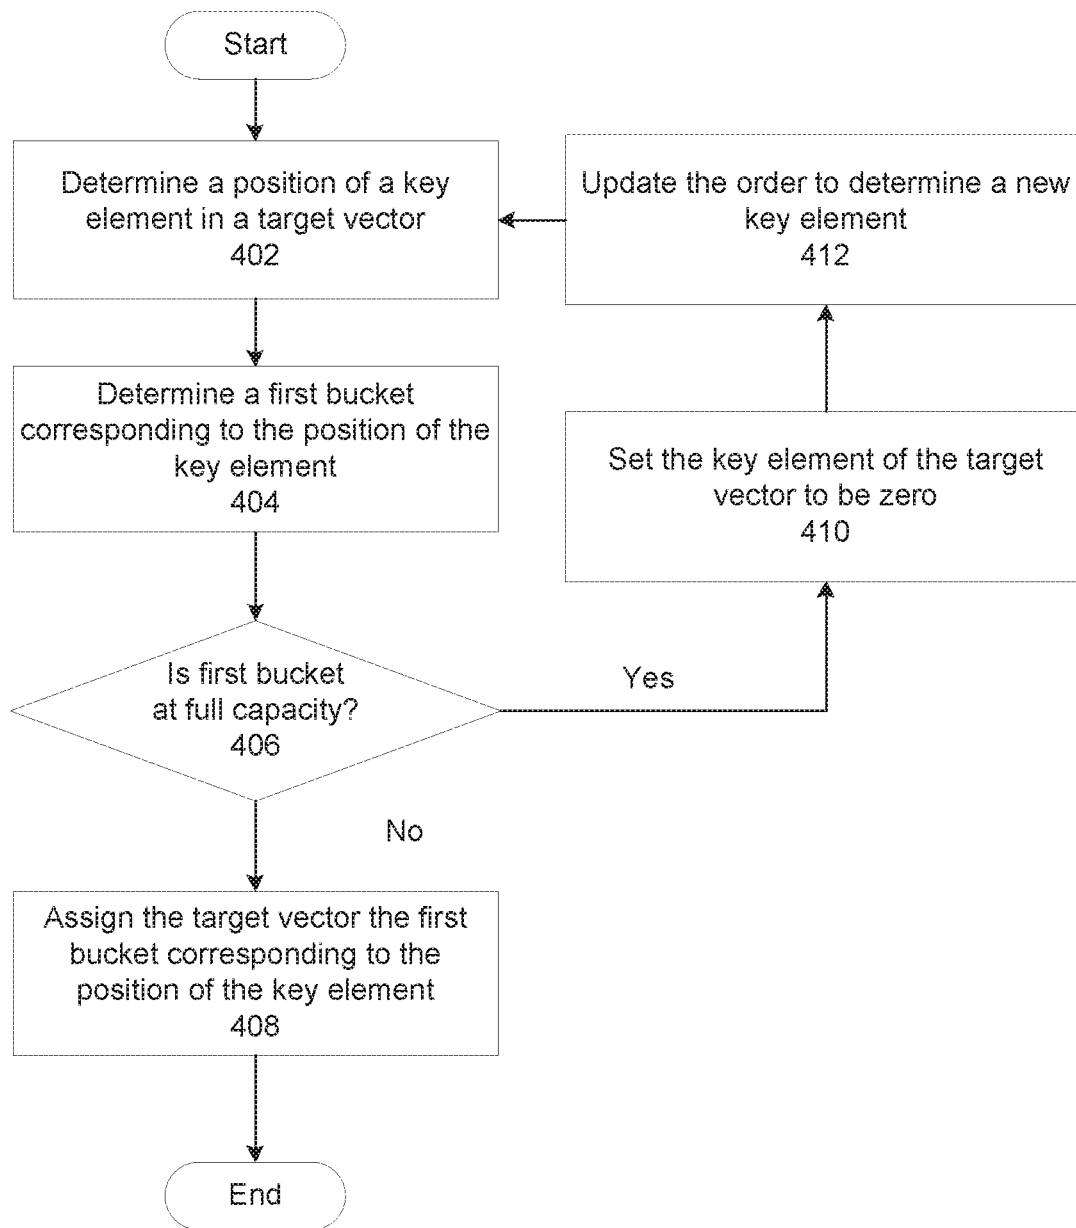 Start
Determine a position of a key
element in a target vector
402
Determine a first bucket
corresponding to the position of the
key element
404
Is first bucket
at full capacity?
406
Yes
No
Assign the target vector the first
bucket corresponding to the
position of the key element
408
End
Update the order to determine a new
key element
412
Set the key element of the target
vector to be zero
410